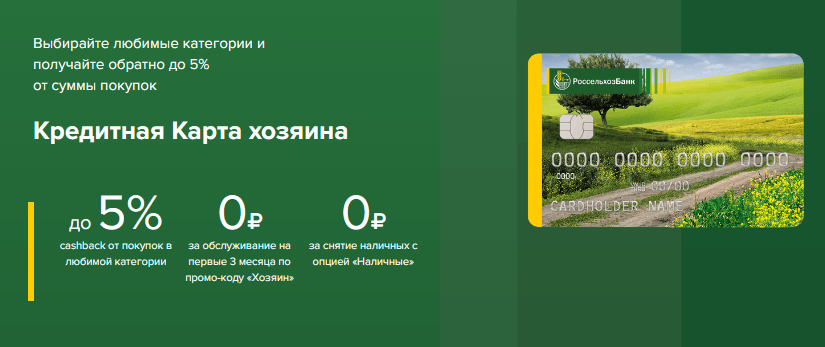 Выбирайте любимые категории и
получайте обратно до 5%
от суммы покупок
Кредитная Карта хозяина
до 5%
cashback от покупок в
любимой категории
0₽
за обслуживание на
первые 3 месяца по
промо-коду «Хозяин»
0₽
за снятие наличных с
опцией «Наличные»
РоссельхозБанк
0000 0000 0000 0000
0000
00/00
CARDHOLDER NAME